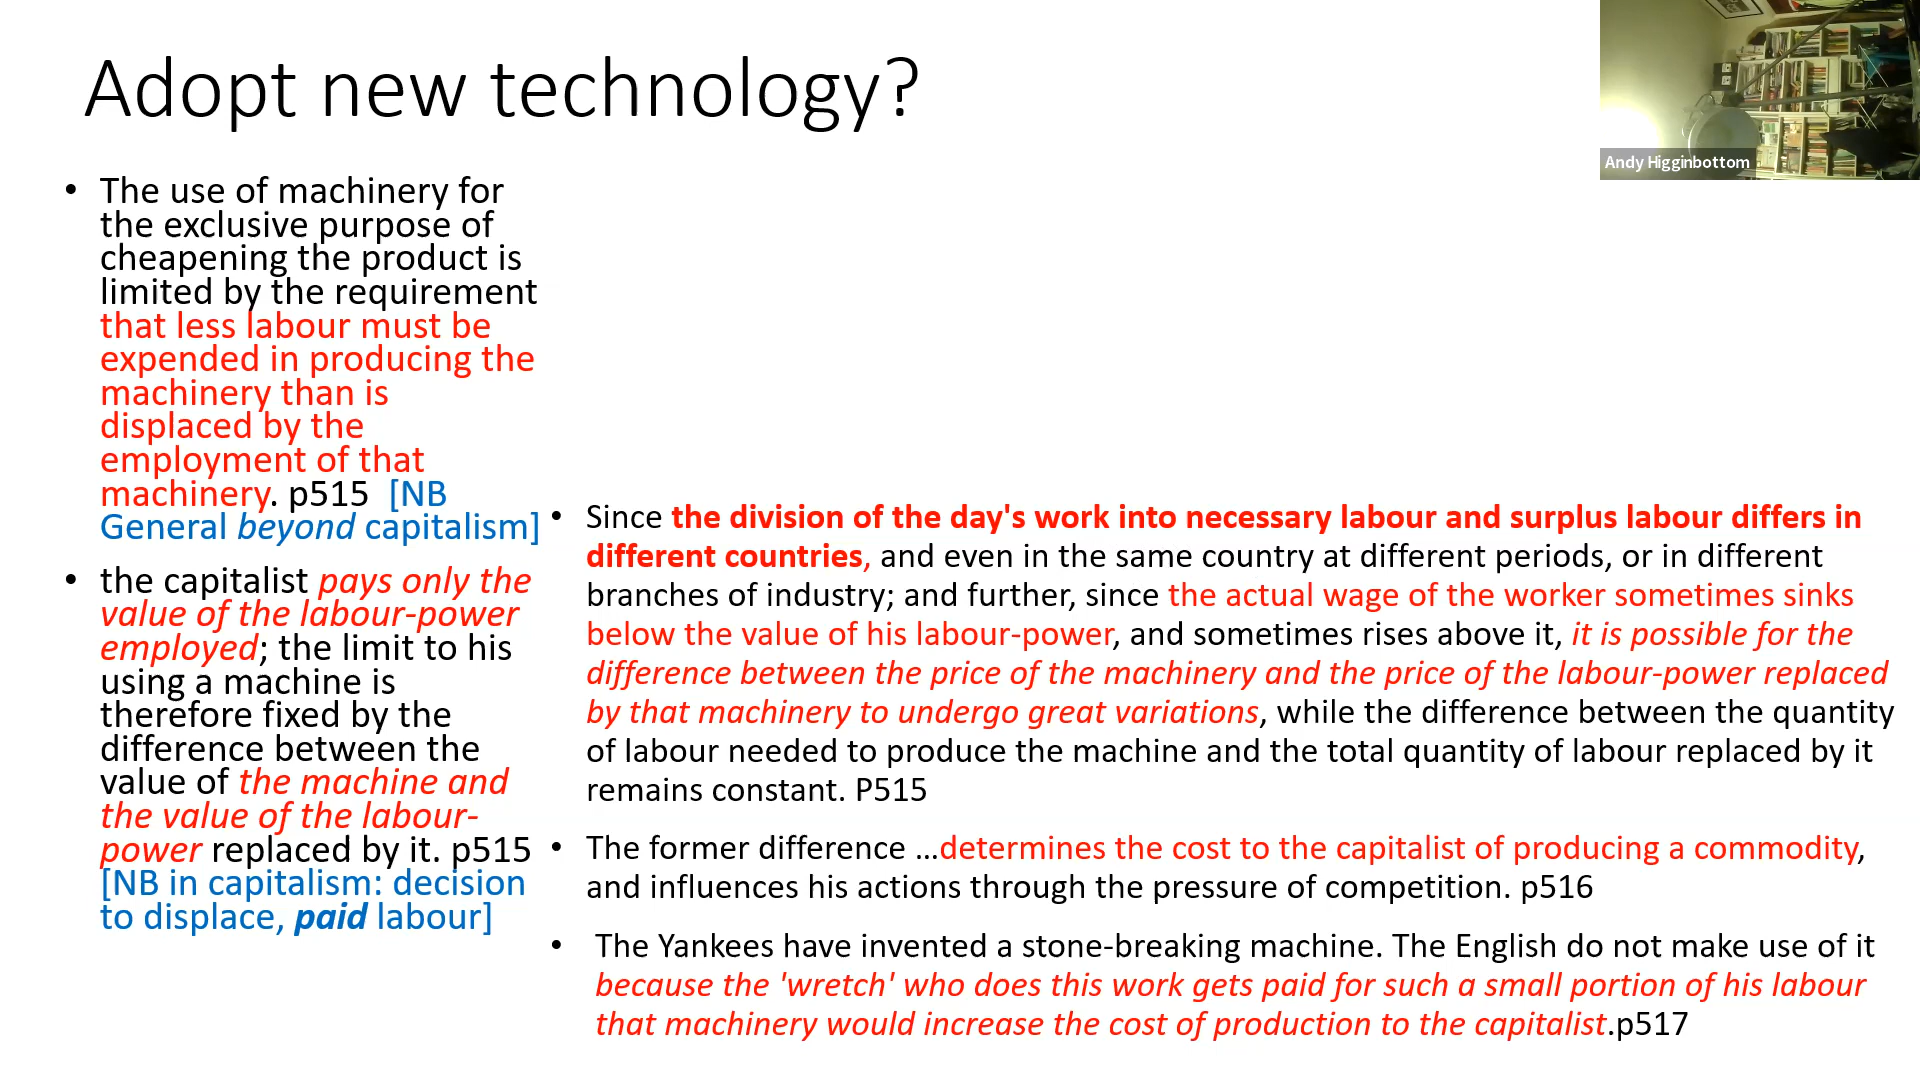 Adopt new technology?
Andy Higginbottom
• The use of machinery for
the exclusive purpose of
cheapening the product is
limited by the requirement
that less labour must be
expended in producing the
machinery than is
displaced by the
employment of that
machinery. p515 [NB
General beyond capitalism]
• the capitalist pays only the
value of the labour-power
employed; the limit to his
using a machine is
therefore fixed by the
difference between the
value of the machine and
the value of the labour-
power replaced by it. p515
[NB in capitalism: decision
to displace, paid labour]
• Since the division of the day's work into necessary labour and surplus labour differs in
different countries, and even in the same country at different periods, or in different
branches of industry; and further, since the actual wage of the worker sometimes sinks
below the value of his labour-power, and sometimes rises above it, it is possible for the
difference between the price of the machinery and the price of the labour-power replaced
by that machinery to undergo great variations, while the difference between the quantity
of labour needed to produce the machine and the total quantity of labour replaced by it
remains constant. P515
• The former difference …determines the cost to the capitalist of producing a commodity,
and influences his actions through the pressure of competition. p516
• The Yankees have invented a stone-breaking machine. The English do not make use of it
because the 'wretch' who does this work gets paid for such a small portion of his labour
that machinery would increase the cost of production to the capitalist.p517